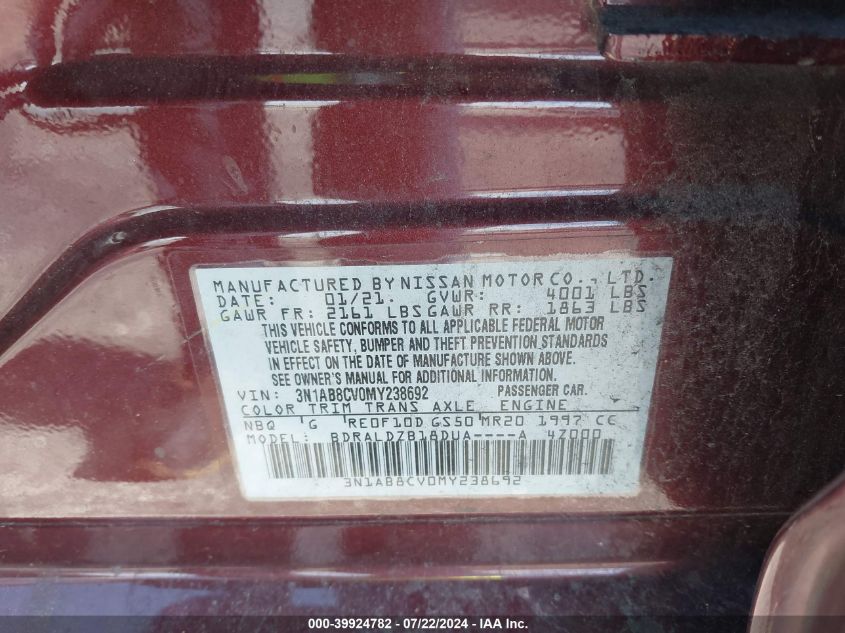 MANUFACTURED BY NISSAN MOTOR CO., LTD.
DATE: 01/21. GVWR: 4001 LBS
GAWR FR: 2161 LBS GAWR RR: 1863 LBS
THIS VEHICLE CONFORMS TO ALL APPLICABLE FEDERAL MOTOR
VEHICLE SAFETY, BUMPER AND THEFT PREVENTION STANDARDS
IN EFFECT ON THE DATE OF MANUFACTURE SHOWN ABOVE.
SEE OWNER'S MANUAL FOR ADDITIONAL INFORMATION.
VIN: 3N1AB8CV0MY238692 PASSENGER CAR.
COLOR TRIM TRANS AXLE ENGINE
NBQ G RE0F10D GS50 MR20 1997 CC
MODEL: BDRALDZB18DUA----A 4Z000
3N1AB8CV0MY238692
000-39924782 - 07/22/2024 - IAA Inc.